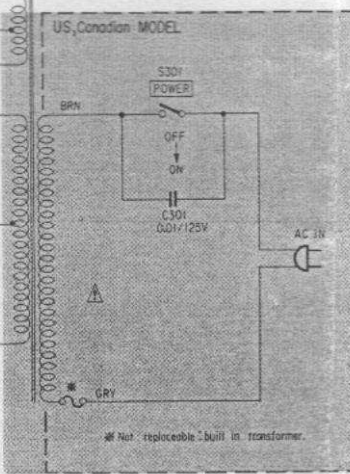 US, Canadian MODEL
S301
POWER
BRN
OFF
ON
C301
0.01/125V
AC IN
GRY
※ Not replaceable : built in transformer.